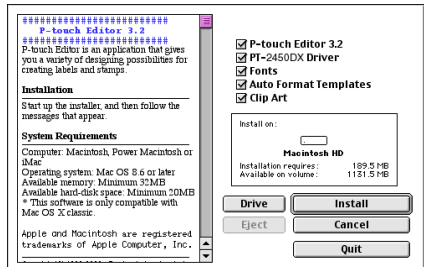 ########################
P-touch Editor 3.2
########################
P-touch Editor is an application that gives
you a variety of designing possibilities for
creating labels and stamps.
Installation
Start up the installer, and then follow the
messages that appear.
System Requirements
Computer: Macintosh, Power Macintosh or
iMac
Operating system: Mac OS 8.6 or later
Available memory: Minimum 32MB
Available hard-disk space: Minimum 20MB
* This software is only compatible with
Mac OS X classic.
Apple and Macintosh are registered
trademarks of Apple Computer, Inc.
P-touch Editor 3.2
PT-2450DX Driver
Fonts
Auto Format Templates
Clip Art
Install on:
Macintosh HD
Installation requires: 189.5 MB
Available on volume: 1131.5 MB
Drive
Install
Eject
Cancel
Quit